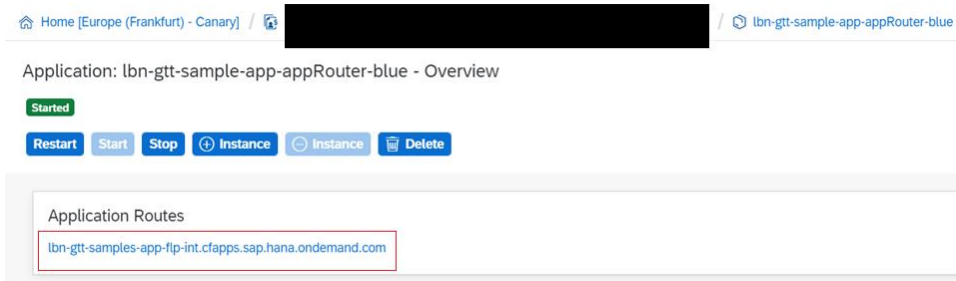 Home [Europe (Frankfurt) - Canary] / / lbn-gtt-sample-app-appRouter-blue
Application: lbn-gtt-sample-app-appRouter-blue - Overview
Started
Restart Start Stop Instance Instance Delete
Application Routes
lbn-gtt-samples-app-flp-int.cfapps.sap.hana.ondemand.com